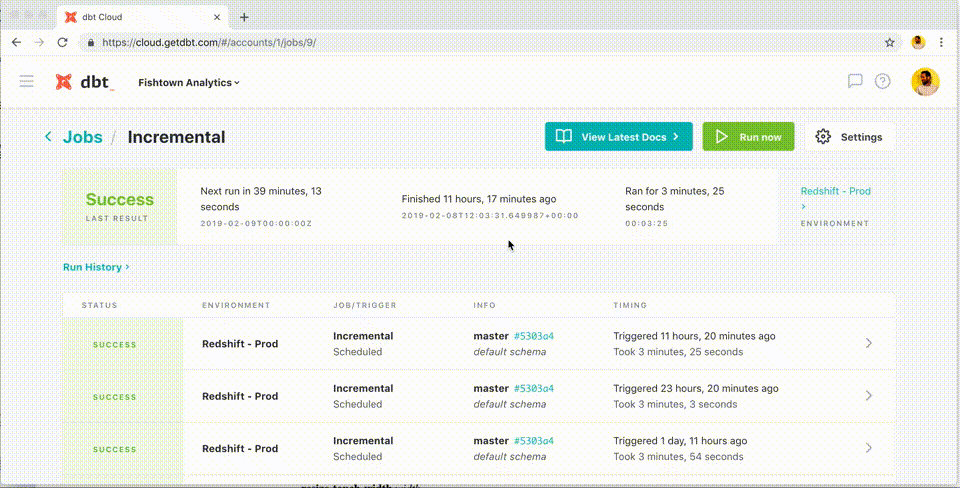 dbt Cloud
https://cloud.getdbt.com/#/accounts/1/jobs/9/
dbt_
Fishtown Analytics
Jobs / Incremental
View Latest Docs
Run now
Settings
Success
LAST RESULT
Next run in 39 minutes, 13
seconds
2019-02-09T00:00:00Z
Finished 11 hours, 17 minutes ago
2019-02-08T12:03:31.649987+00:00
Ran for 3 minutes, 25
seconds
00:03:25
Redshift - Prod
ENVIRONMENT
Run History
STATUS ENVIRONMENT JOB/TRIGGER INFO TIMING
SUCCESS
Redshift - Prod
Incremental
Scheduled
master #5303a4
default schema
Triggered 11 hours, 20 minutes ago
Took 3 minutes, 25 seconds
SUCCESS
Redshift - Prod
Incremental
Scheduled
master #5303a4
default schema
Triggered 23 hours, 20 minutes ago
Took 3 minutes, 3 seconds
SUCCESS
Redshift - Prod
Incremental
Scheduled
master #5303a4
default schema
Triggered 1 day, 11 hours ago
Took 3 minutes, 54 seconds